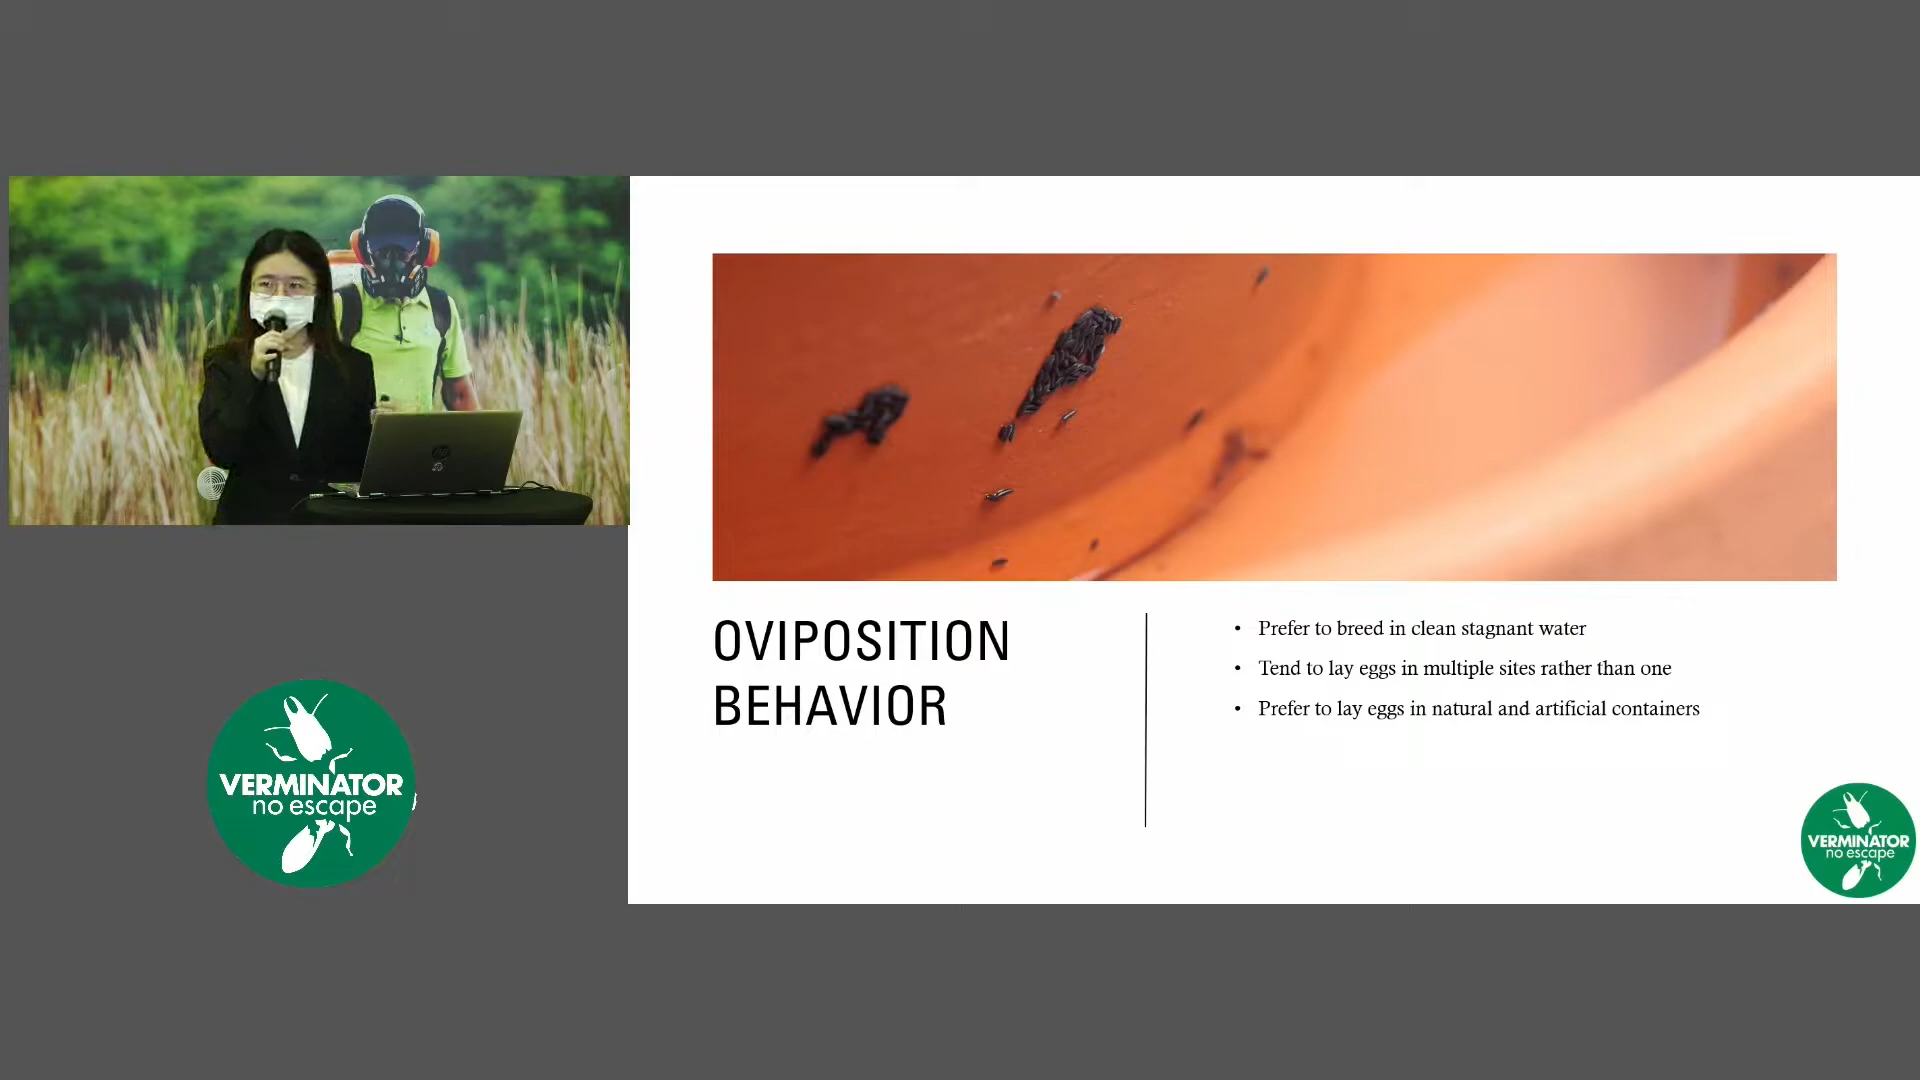 OVIPOSITION
BEHAVIOR
• Prefer to breed in clean stagnant water
• Tend to lay eggs in multiple sites rather than one
• Prefer to lay eggs in natural and artificial containers
VERMINATOR
no escape
VERMINATOR
no escape